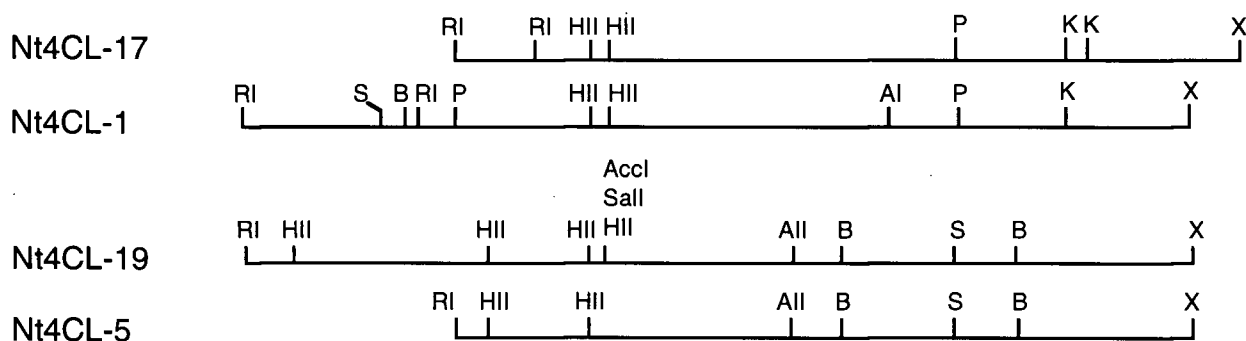 RI RI HII HII P K K X
Nt4CL-17
RI S B RI P HII HII AI P K X
Nt4CL-1
AccI
SalI
RI HII HII HII HII AII B S B X
Nt4CL-19
RI HII HII AII B S B X
Nt4CL-5